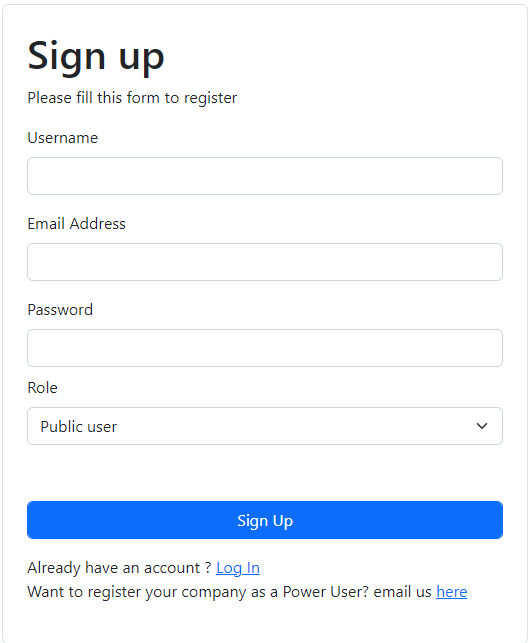 Sign up
Please fill this form to register
Username
Email Address
Password
Role
Public user
Sign Up
Already have an account ? Log In
Want to register your company as a Power User? email us here